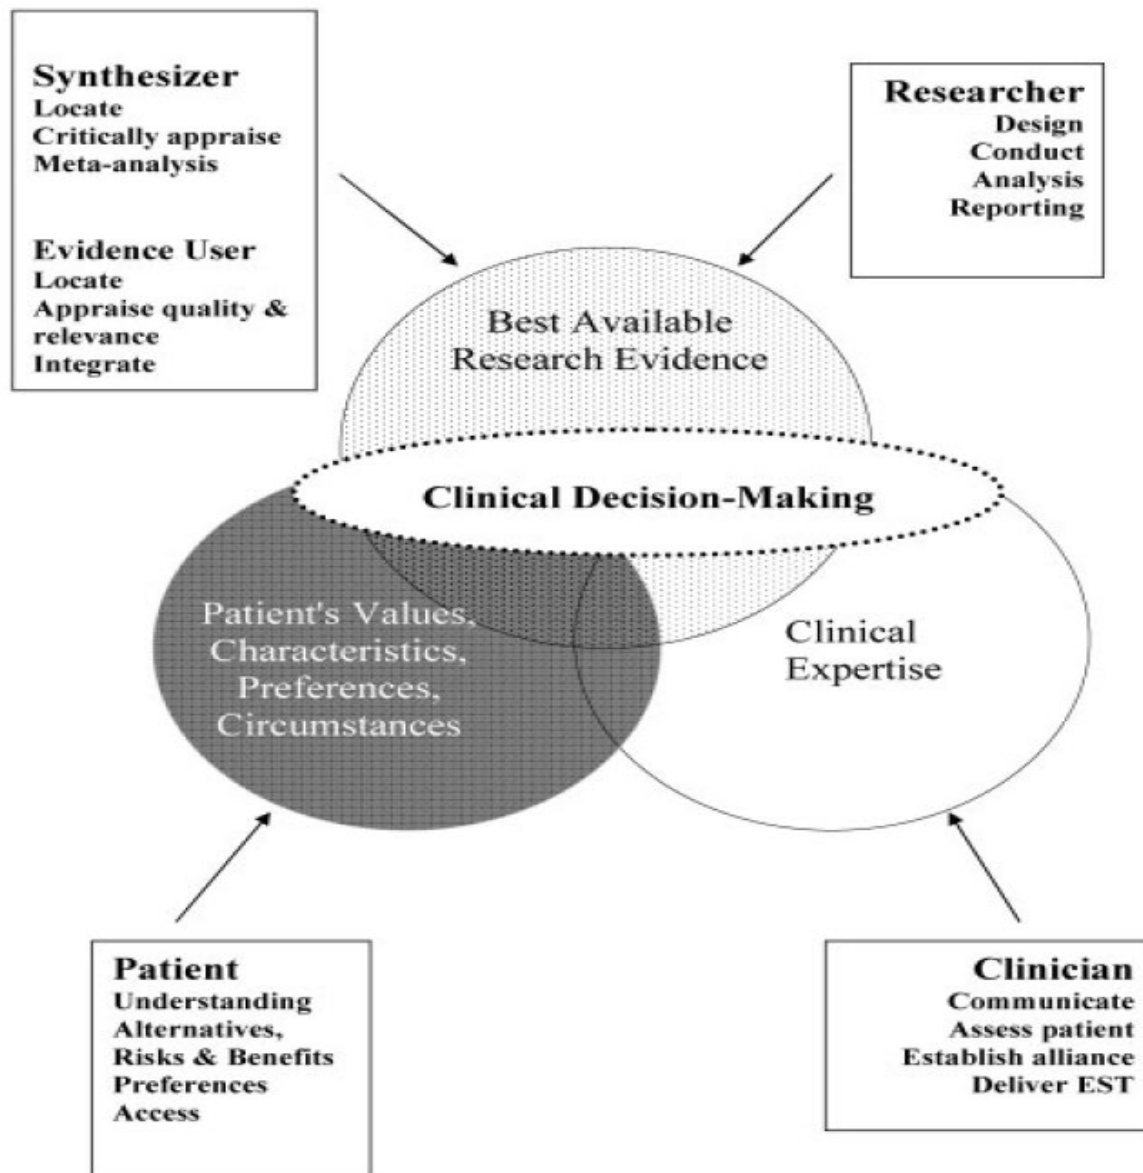 Synthesizer
Locate
Critically appraise
Meta-analysis
Evidence User
Locate
Appraise quality &
relevance
Integrate
Researcher
Design
Conduct
Analysis
Reporting
Best Available
Research Evidence
Clinical Decision-Making
Patient's Values,
Characteristics,
Preferences,
Circumstances
Clinical
Expertise
Patient
Understanding
Alternatives,
Risks & Benefits
Preferences
Access
Clinician
Communicate
Assess patient
Establish alliance
Deliver EST